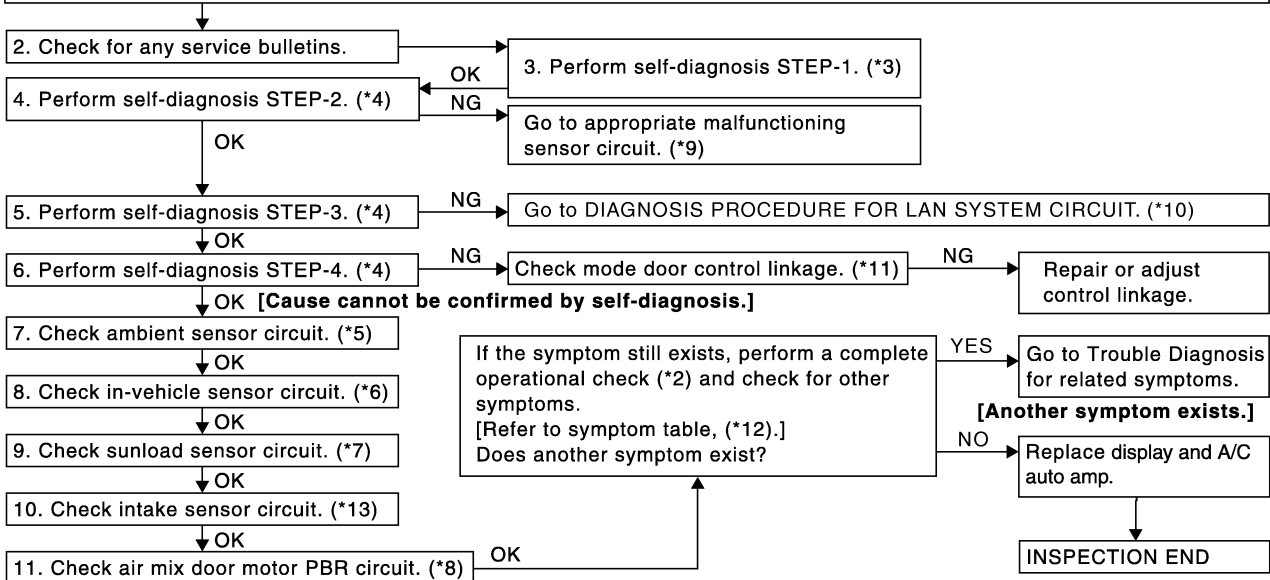 2. Check for any service bulletins.
3. Perform self-diagnosis STEP-1. (*3)
OK
4. Perform self-diagnosis STEP-2. (*4)
NG
Go to appropriate malfunctioning
sensor circuit. (*9)
OK
5. Perform self-diagnosis STEP-3. (*4)
NG
Go to DIAGNOSIS PROCEDURE FOR LAN SYSTEM CIRCUIT. (*10)
OK
6. Perform self-diagnosis STEP-4. (*4)
NG
Check mode door control linkage. (*11)
NG
Repair or adjust
control linkage.
OK [Cause cannot be confirmed by self-diagnosis.]
7. Check ambient sensor circuit. (*5)
OK
8. Check in-vehicle sensor circuit. (*6)
OK
9. Check sunload sensor circuit. (*7)
OK
10. Check intake sensor circuit. (*13)
OK
11. Check air mix door motor PBR circuit. (*8)
OK
If the symptom still exists, perform a complete
operational check (*2) and check for other
symptoms.
[Refer to symptom table, (*12).]
Does another symptom exist?
YES
Go to Trouble Diagnosis
for related symptoms.
[Another symptom exists.]
NO
Replace display and A/C
auto amp.
INSPECTION END